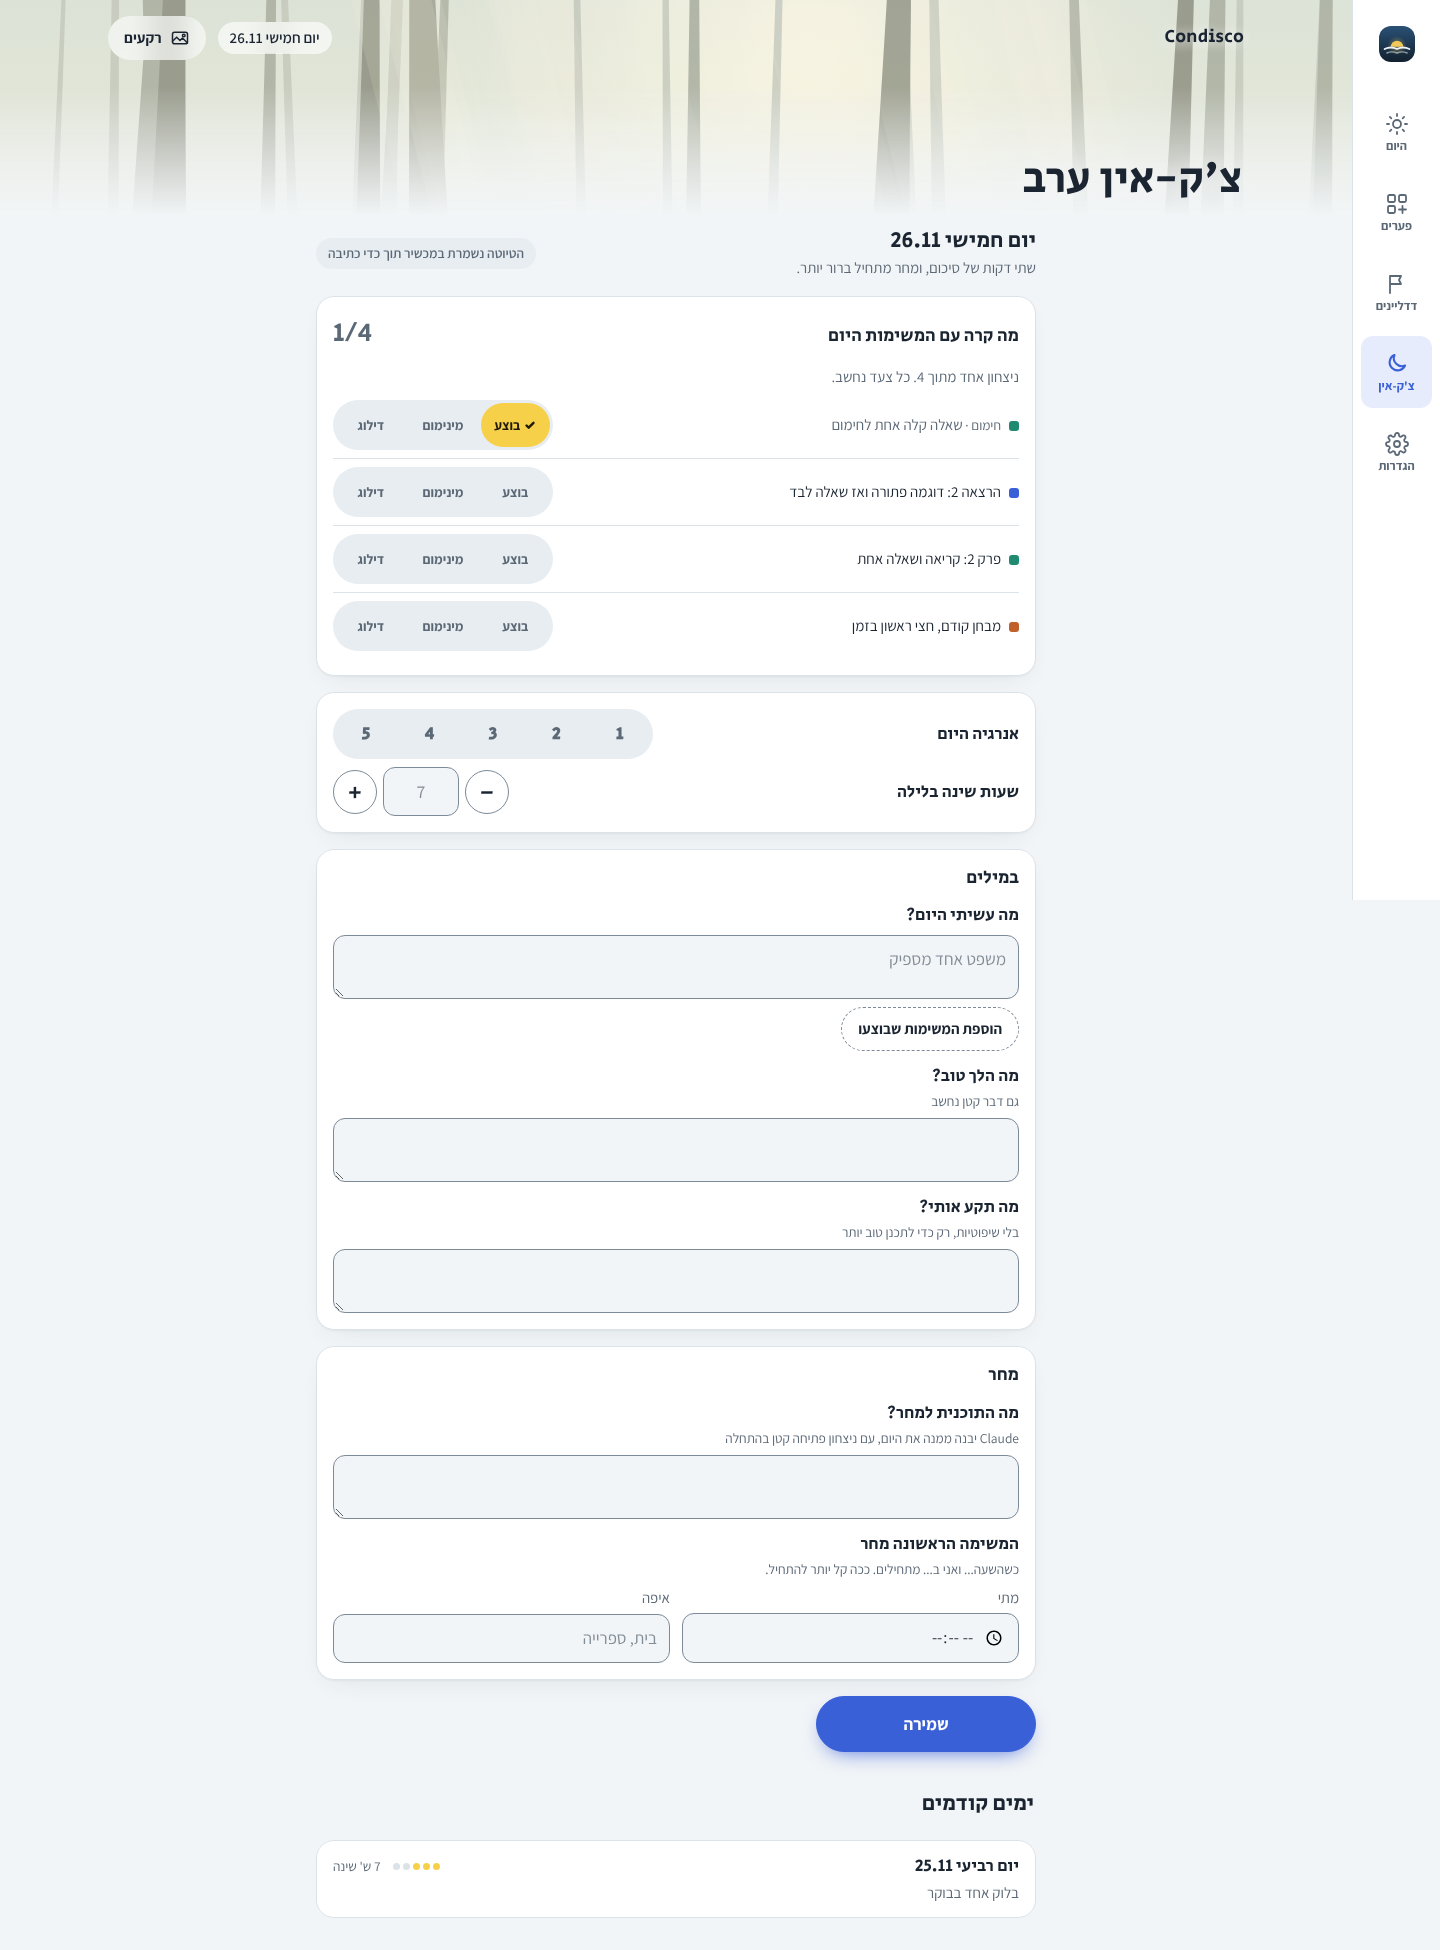 Condisco
יום חמישי 26.11
רקעים
היום
פערים
דדליינים
צ'ק-אין
הגדרות
צ'ק-אין ערב
יום חמישי 26.11
שתי דקות של סיכום, ומחר מתחיל ברור יותר.
הטיוטה נשמרת במכשיר תוך כדי כתיבה
מה קרה עם המשימות היום
1/4
ניצחון אחד מתוך 4. כל צעד נחשב.
חימום · שאלה קלה אחת לחימום
בוצע מינימום דילוג
הרצאה 2: דוגמה פתורה ואז שאלה לבד
בוצע מינימום דילוג
פרק 2: קריאה ושאלה אחת
בוצע מינימום דילוג
מבחן קודם, חצי ראשון בזמן
בוצע מינימום דילוג
אנרגיה היום
1 2 3 4 5
שעות שינה בלילה
− 7 +
במילים
מה עשיתי היום?
משפט אחד מספיק
הוספת המשימות שבוצעו
מה הלך טוב?
גם דבר קטן נחשב
מה תקע אותי?
בלי שיפוטיות, רק כדי לתכנן טוב יותר
מחר
מה התוכנית למחר?
Claude יבנה ממנה את היום, עם ניצחון פתיחה קטן בהתחלה
המשימה הראשונה מחר
כשהשעה... ואני ב... מתחילים. ככה קל יותר להתחיל.
מתי
איפה
--:-- --
בית, ספרייה
שמירה
ימים קודמים
יום רביעי 25.11
7 ש' שינה
בלוק אחד בבוקר